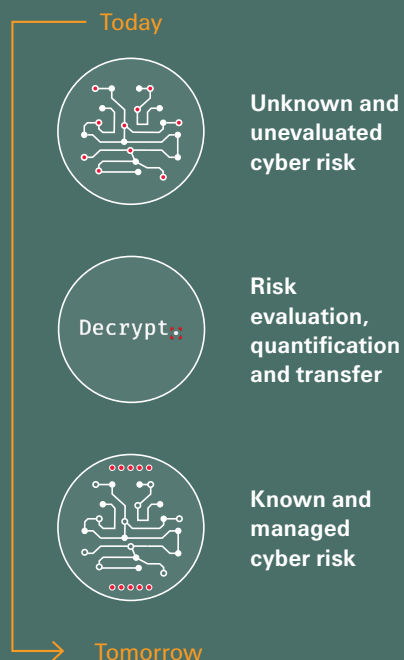 Today
Unknown and
unevaluated
cyber risk
Decrypt
Risk
evaluation,
quantification
and transfer
Known and
managed
cyber risk
Tomorrow